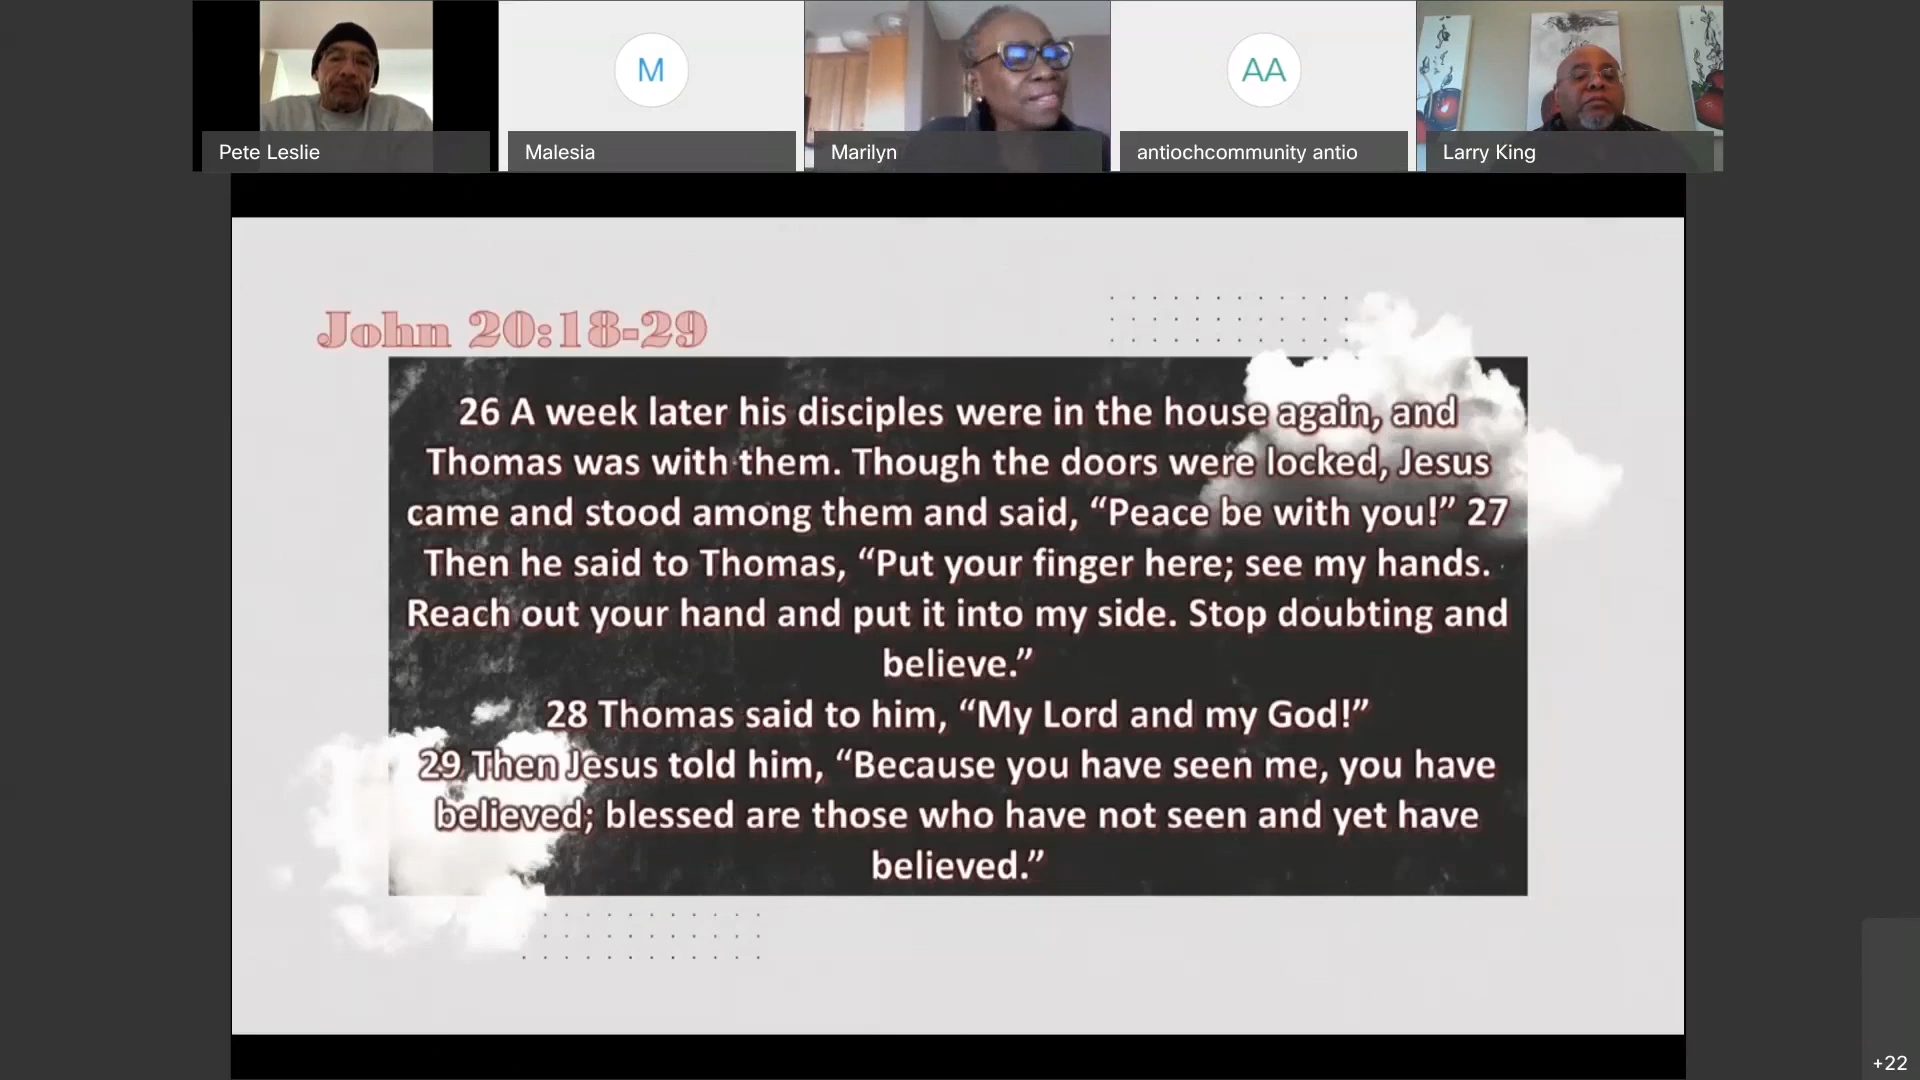 M
AA
Pete Leslie
Malesia
Marilyn
antiochcommunity antio
Larry King
John 20:18-29
26 A week later his disciples were in the house again, and
Thomas was with them. Though the doors were locked, Jesus
came and stood among them and said, “Peace be with you!” 27
Then he said to Thomas, “Put your finger here; see my hands.
Reach out your hand and put it into my side. Stop doubting and
believe.”
28 Thomas said to him, “My Lord and my God!”
29 Then Jesus told him, “Because you have seen me, you have
believed; blessed are those who have not seen and yet have
believed.”
+22